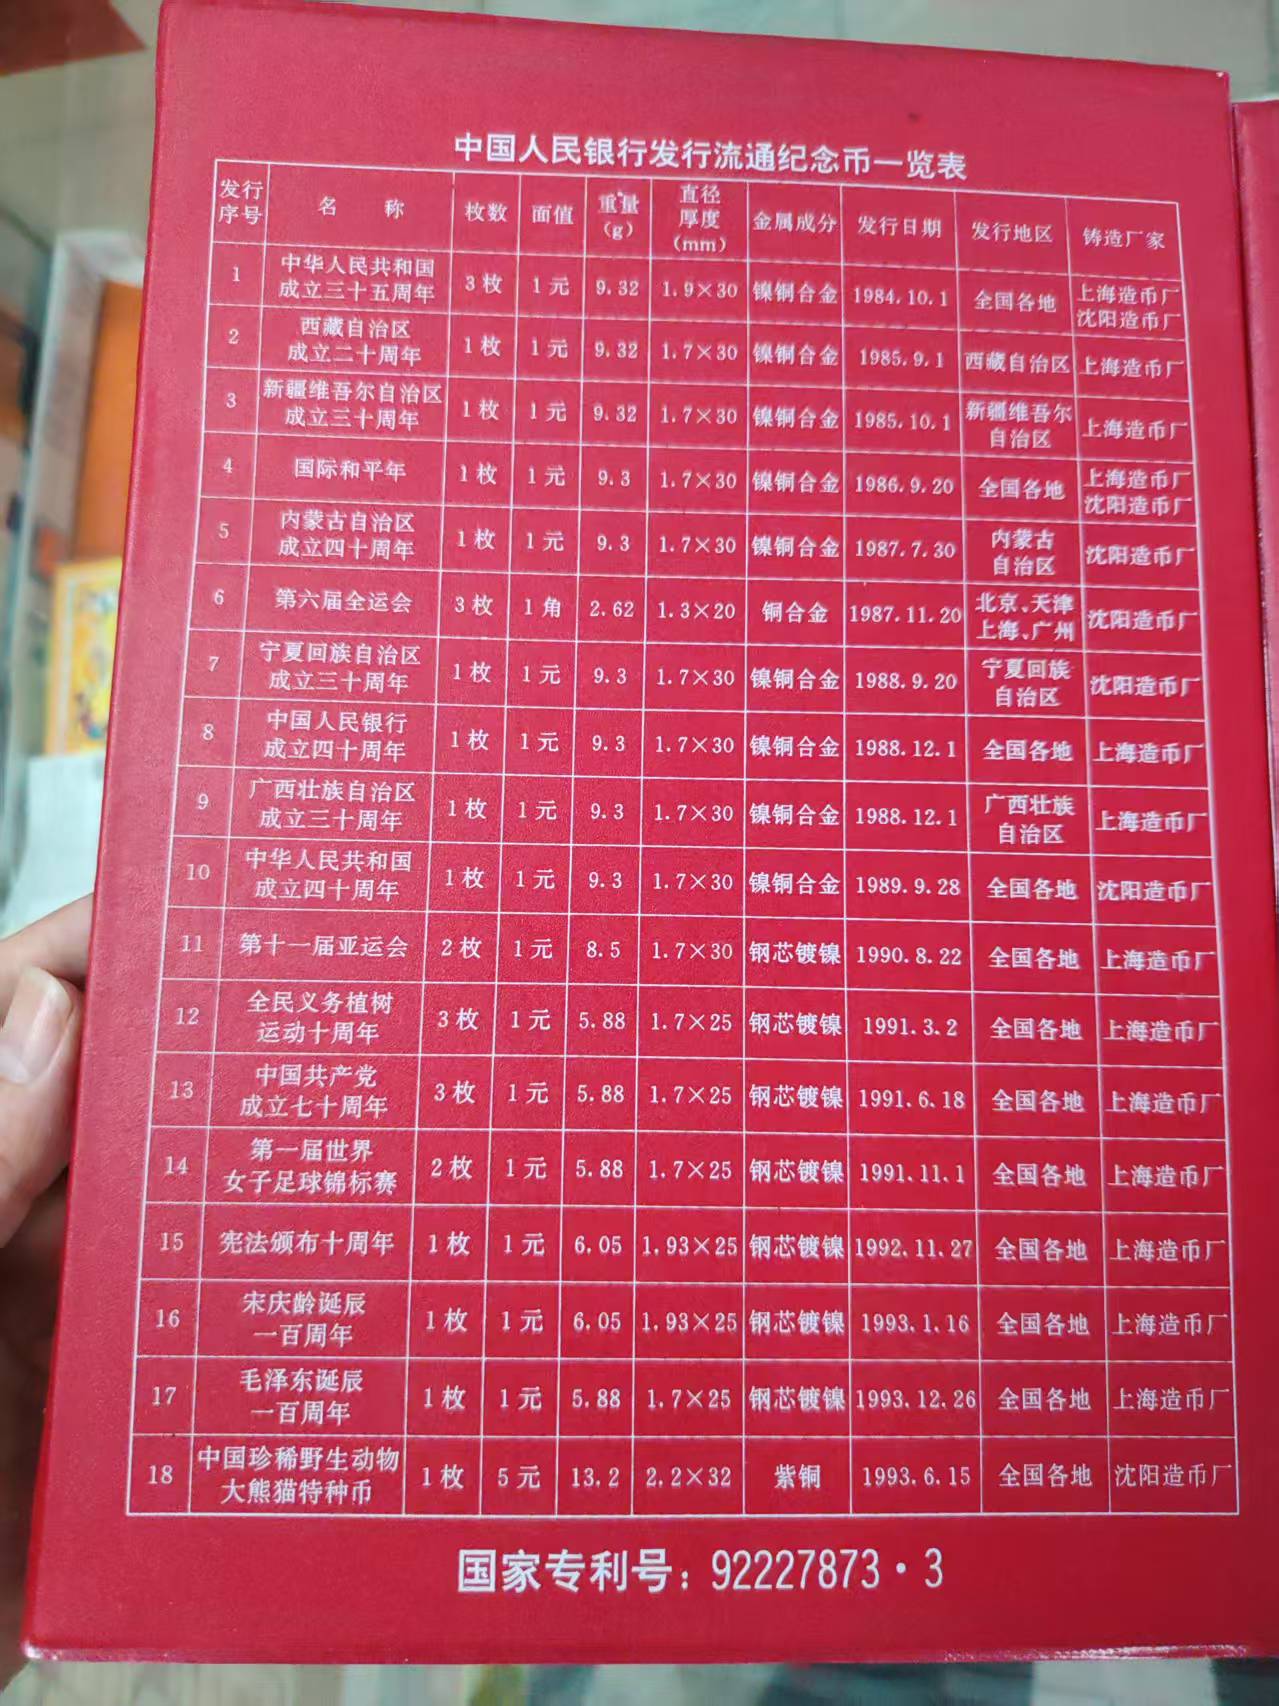 中国人民银行发行流通纪念币一览表
发行序号 名 称 枚数 面值 重量(g) 直径厚度(mm) 金属成分 发行日期 发行地区 铸造厂家
1 中华人民共和国成立三十五周年 3枚 1元 9.32 1.9×30 镍铜合金 1984.10.1 全国各地 上海造币厂 沈阳造币厂
2 西藏自治区成立二十周年 1枚 1元 9.32 1.7×30 镍铜合金 1985.9.1 西藏自治区 上海造币厂
3 新疆维吾尔自治区成立三十周年 1枚 1元 9.32 1.7×30 镍铜合金 1985.10.1 新疆维吾尔自治区 上海造币厂
4 国际和平年 1枚 1元 9.3 1.7×30 镍铜合金 1986.9.20 全国各地 上海造币厂 沈阳造币厂
5 内蒙古自治区成立四十周年 1枚 1元 9.3 1.7×30 镍铜合金 1987.7.30 内蒙古自治区 沈阳造币厂
6 第六届全运会 3枚 1角 2.62 1.3×20 铜合金 1987.11.20 北京、天津上海、广州 沈阳造币厂
7 宁夏回族自治区成立三十周年 1枚 1元 9.3 1.7×30 镍铜合金 1988.9.20 宁夏回族自治区 沈阳造币厂
8 中国人民银行成立四十周年 1枚 1元 9.3 1.7×30 镍铜合金 1988.12.1 全国各地 上海造币厂
9 广西壮族自治区成立三十周年 1枚 1元 9.3 1.7×30 镍铜合金 1988.12.1 广西壮族自治区 上海造币厂
10 中华人民共和国成立四十周年 1枚 1元 9.3 1.7×30 镍铜合金 1989.9.28 全国各地 沈阳造币厂
11 第十一届亚运会 2枚 1元 8.5 1.7×30 钢芯镀镍 1990.8.22 全国各地 上海造币厂
12 全民义务植树运动十周年 3枚 1元 5.88 1.7×25 钢芯镀镍 1991.3.2 全国各地 上海造币厂
13 中国共产党成立七十周年 3枚 1元 5.88 1.7×25 钢芯镀镍 1991.6.18 全国各地 上海造币厂
14 第一届世界女子足球锦标赛 2枚 1元 5.88 1.7×25 钢芯镀镍 1991.11.1 全国各地 上海造币厂
15 宪法颁布十周年 1枚 1元 6.05 1.93×25 钢芯镀镍 1992.11.27 全国各地 上海造币厂
16 宋庆龄诞辰一百周年 1枚 1元 6.05 1.93×25 钢芯镀镍 1993.1.16 全国各地 上海造币厂
17 毛泽东诞辰一百周年 1枚 1元 5.88 1.7×25 钢芯镀镍 1993.12.26 全国各地 上海造币厂
18 中国珍稀野生动物大熊猫特种币 1枚 5元 13.2 2.2×32 紫铜 1993.6.15 全国各地 沈阳造币厂
国家专利号：92227873·3